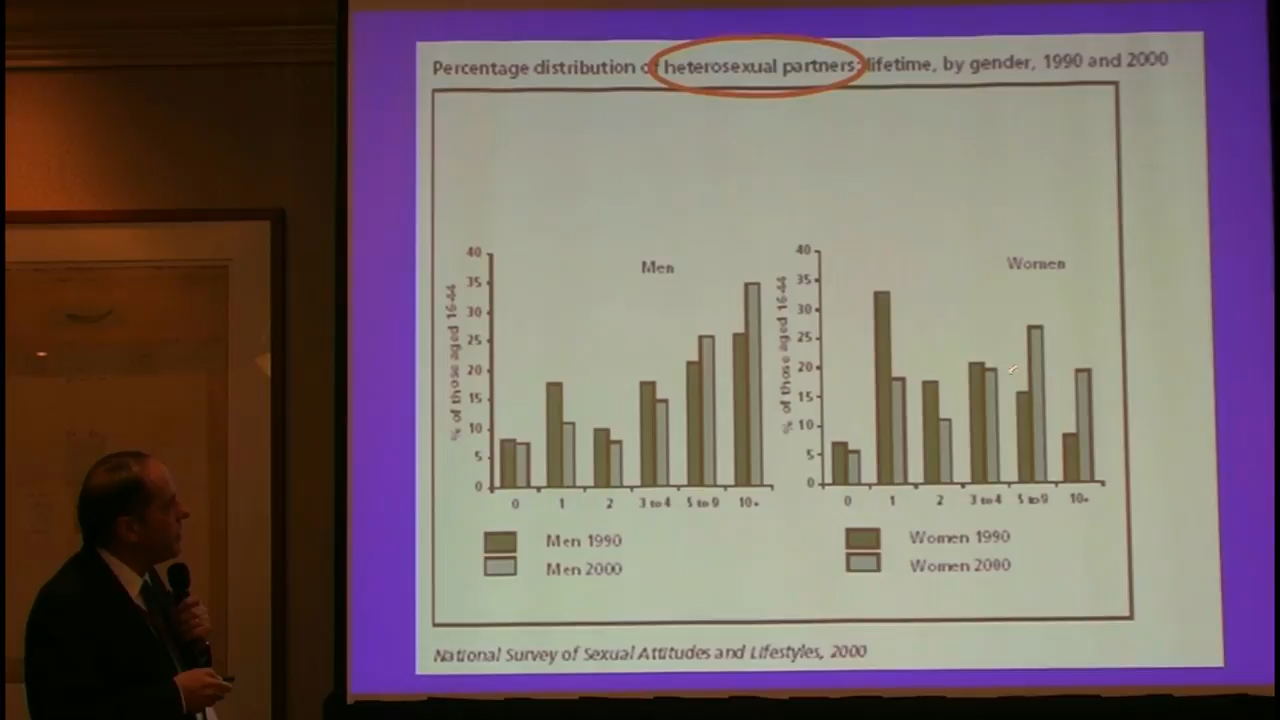 Percentage distribution of heterosexual partners: lifetime, by gender, 1990 and 2000
Men
% of those aged 16-44
40
35
30
25
20
15
10
5
0
0 1 2 3 to 4 5 to 9 10+
Men 1990
Men 2000
Women
% of those aged 16-44
40
35
30
25
20
15
10
5
0
0 1 2 3 to 4 5 to 9 10+
Women 1990
Women 2000
National Survey of Sexual Attitudes and Lifestyles, 2000